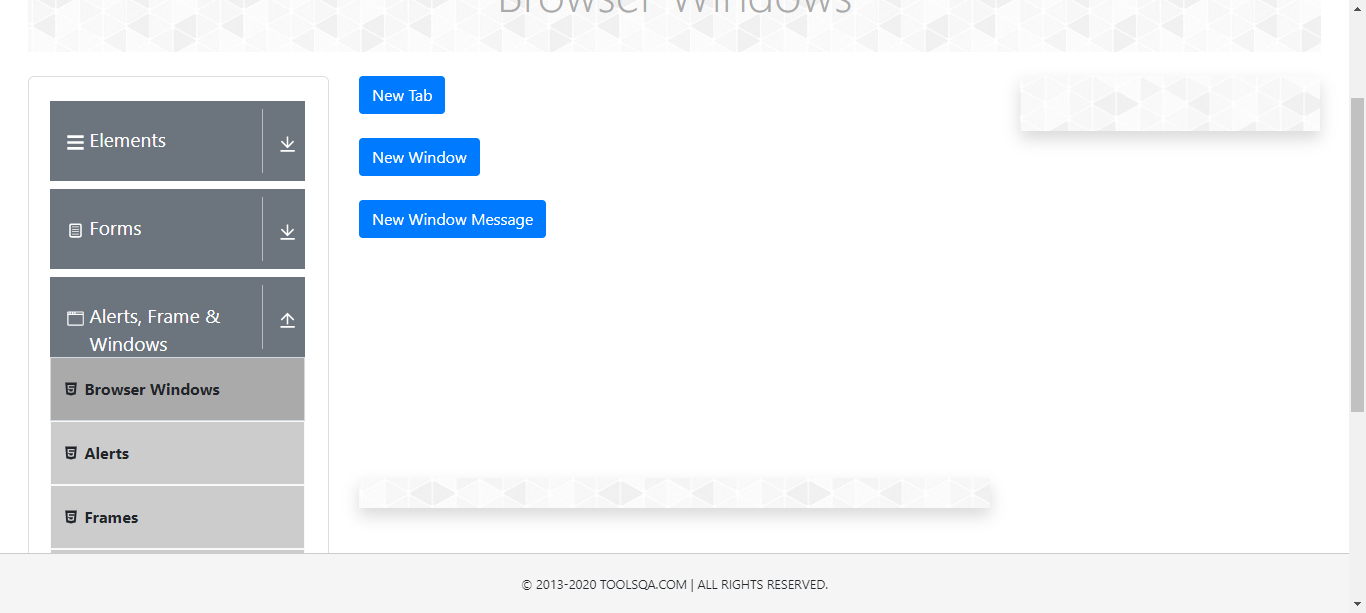 Browser Windows
Elements
Forms
Alerts, Frame &
Windows
Browser Windows
Alerts
Frames
New Tab
New Window
New Window Message
© 2013-2020 TOOLSQA.COM | ALL RIGHTS RESERVED.